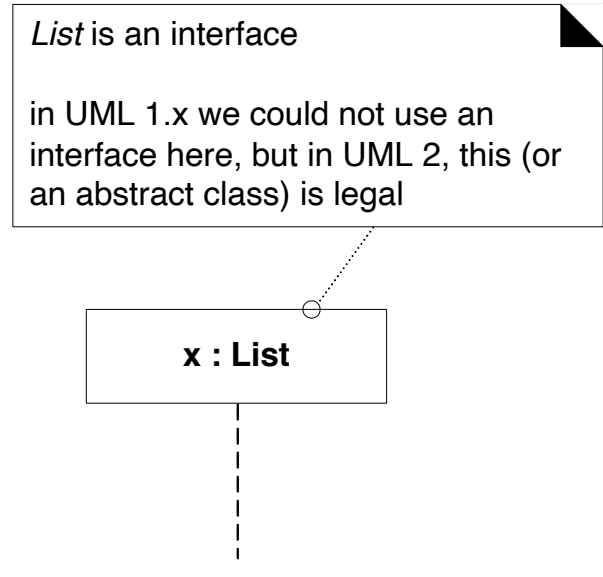 List is an interface
in UML 1.x we could not use an
interface here, but in UML 2, this (or
an abstract class) is legal
x : List